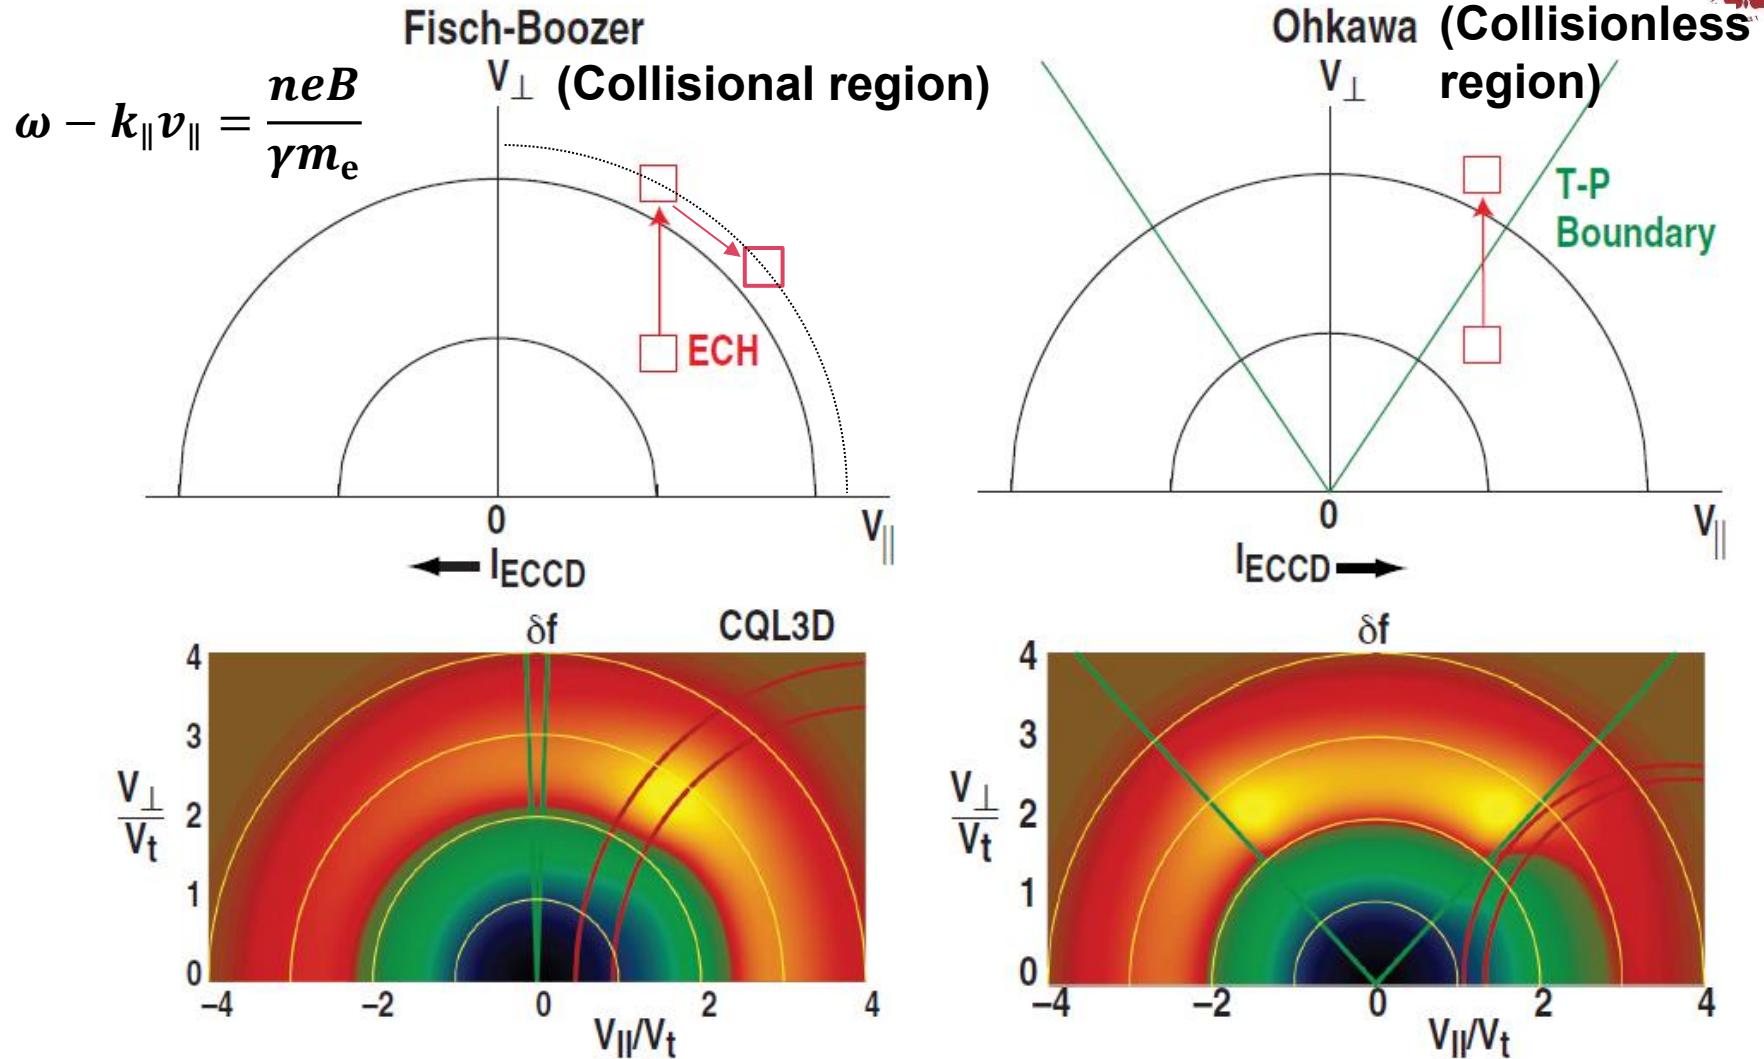 Fisch-Boozer
V⊥ (Collisional region)
ω − k∥v∥ = neB / γmₑ
ECH
0
V||
I_ECCD
Ohkawa (Collisionless
region)
V⊥
T-P
Boundary
0
V||
I_ECCD
δf
CQL3D
4
3
2
1
0
V⊥
Vt
–4
–2
0
2
4
V||/Vt
δf
4
3
2
1
0
V⊥
Vt
–4
–2
0
2
4
V||/Vt